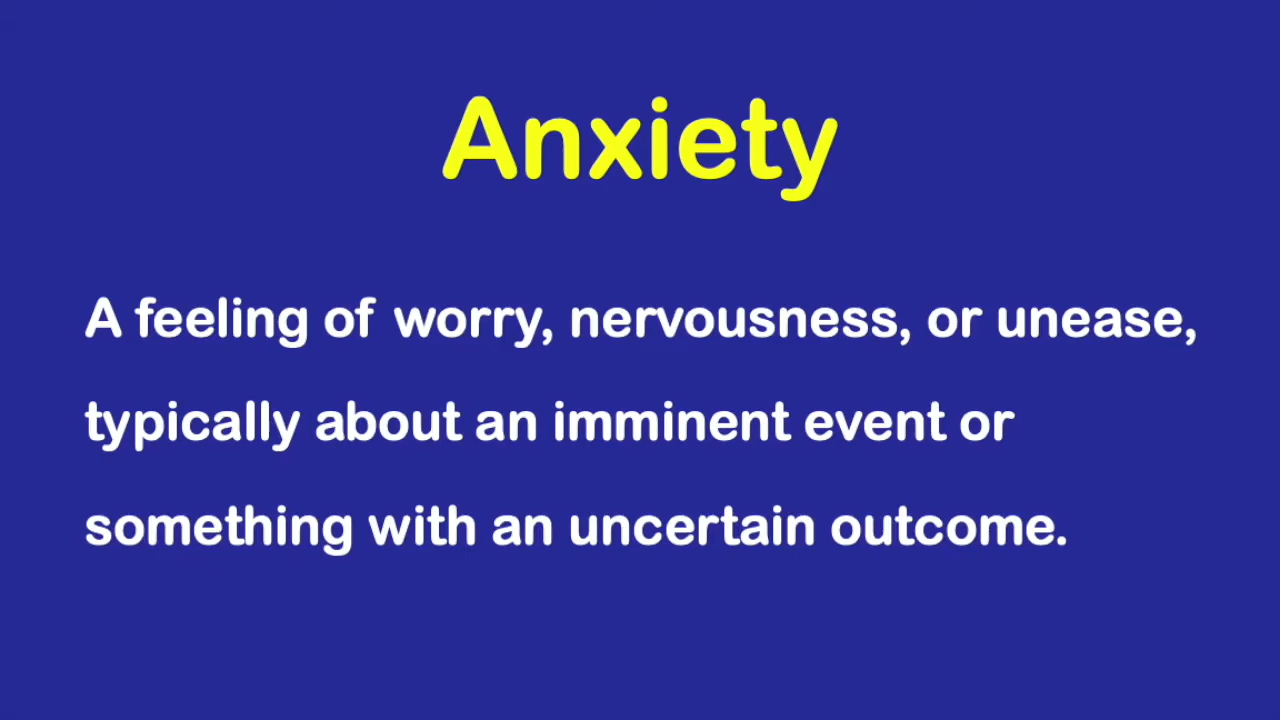 Anxiety
A feeling of worry, nervousness, or unease,
typically about an imminent event or
something with an uncertain outcome.